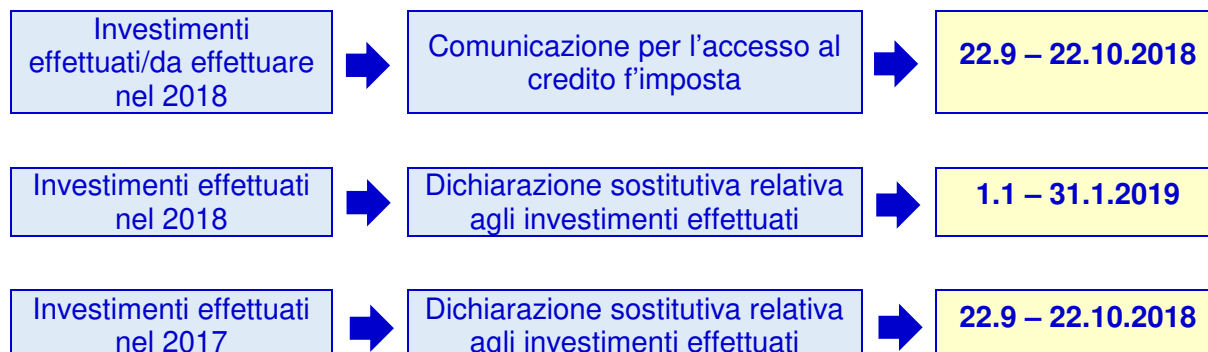 Investimenti
effettuati/da effettuare
nel 2018
Comunicazione per l'accesso al
credito f'imposta
22.9 – 22.10.2018
Investimenti effettuati
nel 2018
Dichiarazione sostitutiva relativa
agli investimenti effettuati
1.1 – 31.1.2019
Investimenti effettuati
nel 2017
Dichiarazione sostitutiva relativa
agli investimenti effettuati
22.9 – 22.10.2018